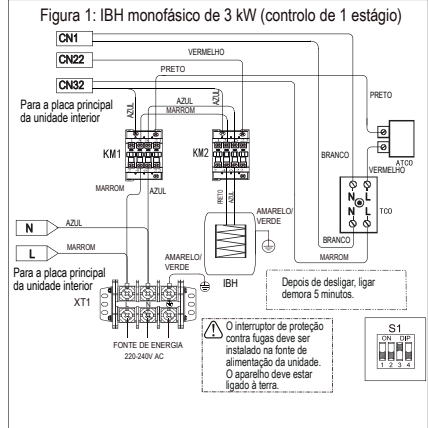 Figura 1: IBH monofásico de 3 kW (controlo de 1 estágio)
CN1
CN22
CN32
VERMELHO
PRETO
AZUL
AZUL
AZUL
MARROM
PRETO
Para a placa principal
da unidade interior
KM1
KM2
BRANCO
ATCO
VERMELHO
N L
N L
TCO
MARROM
AZUL
PRETO
AZUL
AMARELO/
VERDE
N
AZUL
L
MARROM
BRANCO
MARROM
AMARELO/
VERDE
IBH
Para a placa principal
da unidade interior
XT1
Depois de desligar, ligar
demora 5 minutos.
FONTE DE ENERGIA
220-240V AC
O interruptor de proteção
contra fugas deve ser
instalado na fonte de
alimentação da unidade.
O aparelho deve estar
ligado à terra.
S1
ON DIP
1 2 3 4